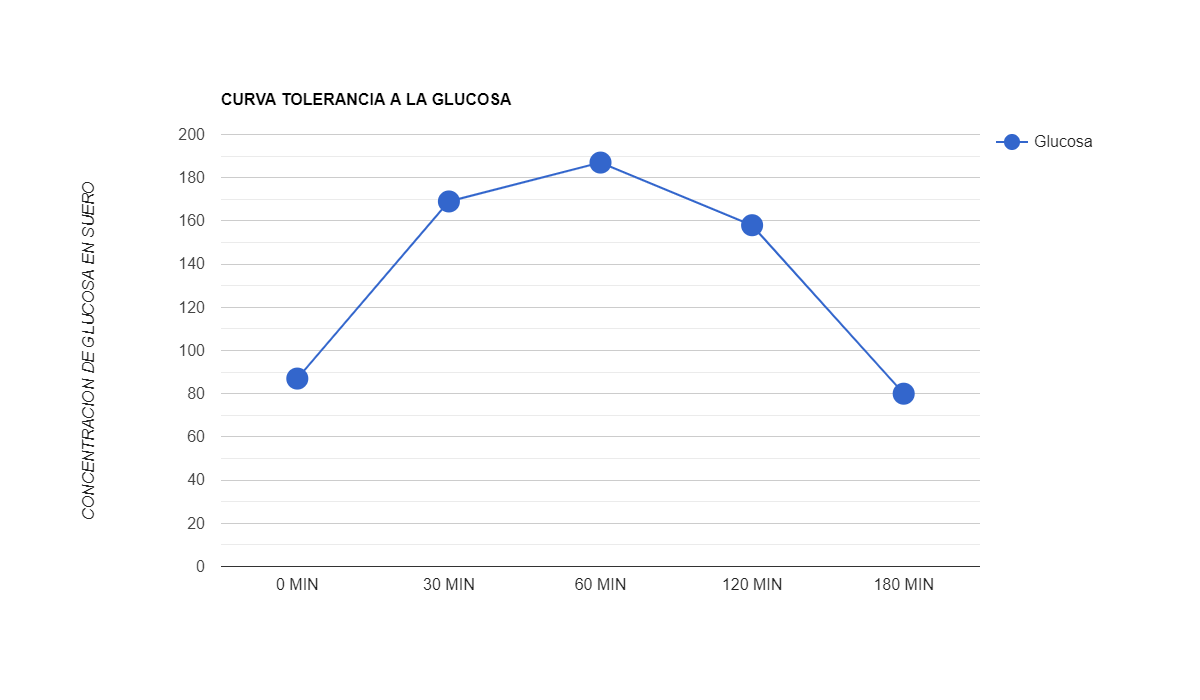 CURVA TOLERANCIA A LA GLUCOSA
Glucosa
CONCENTRACION DE GLUCOSA EN SUERO
200
180
160
140
120
100
80
60
40
20
0
0 MIN
30 MIN
60 MIN
120 MIN
180 MIN